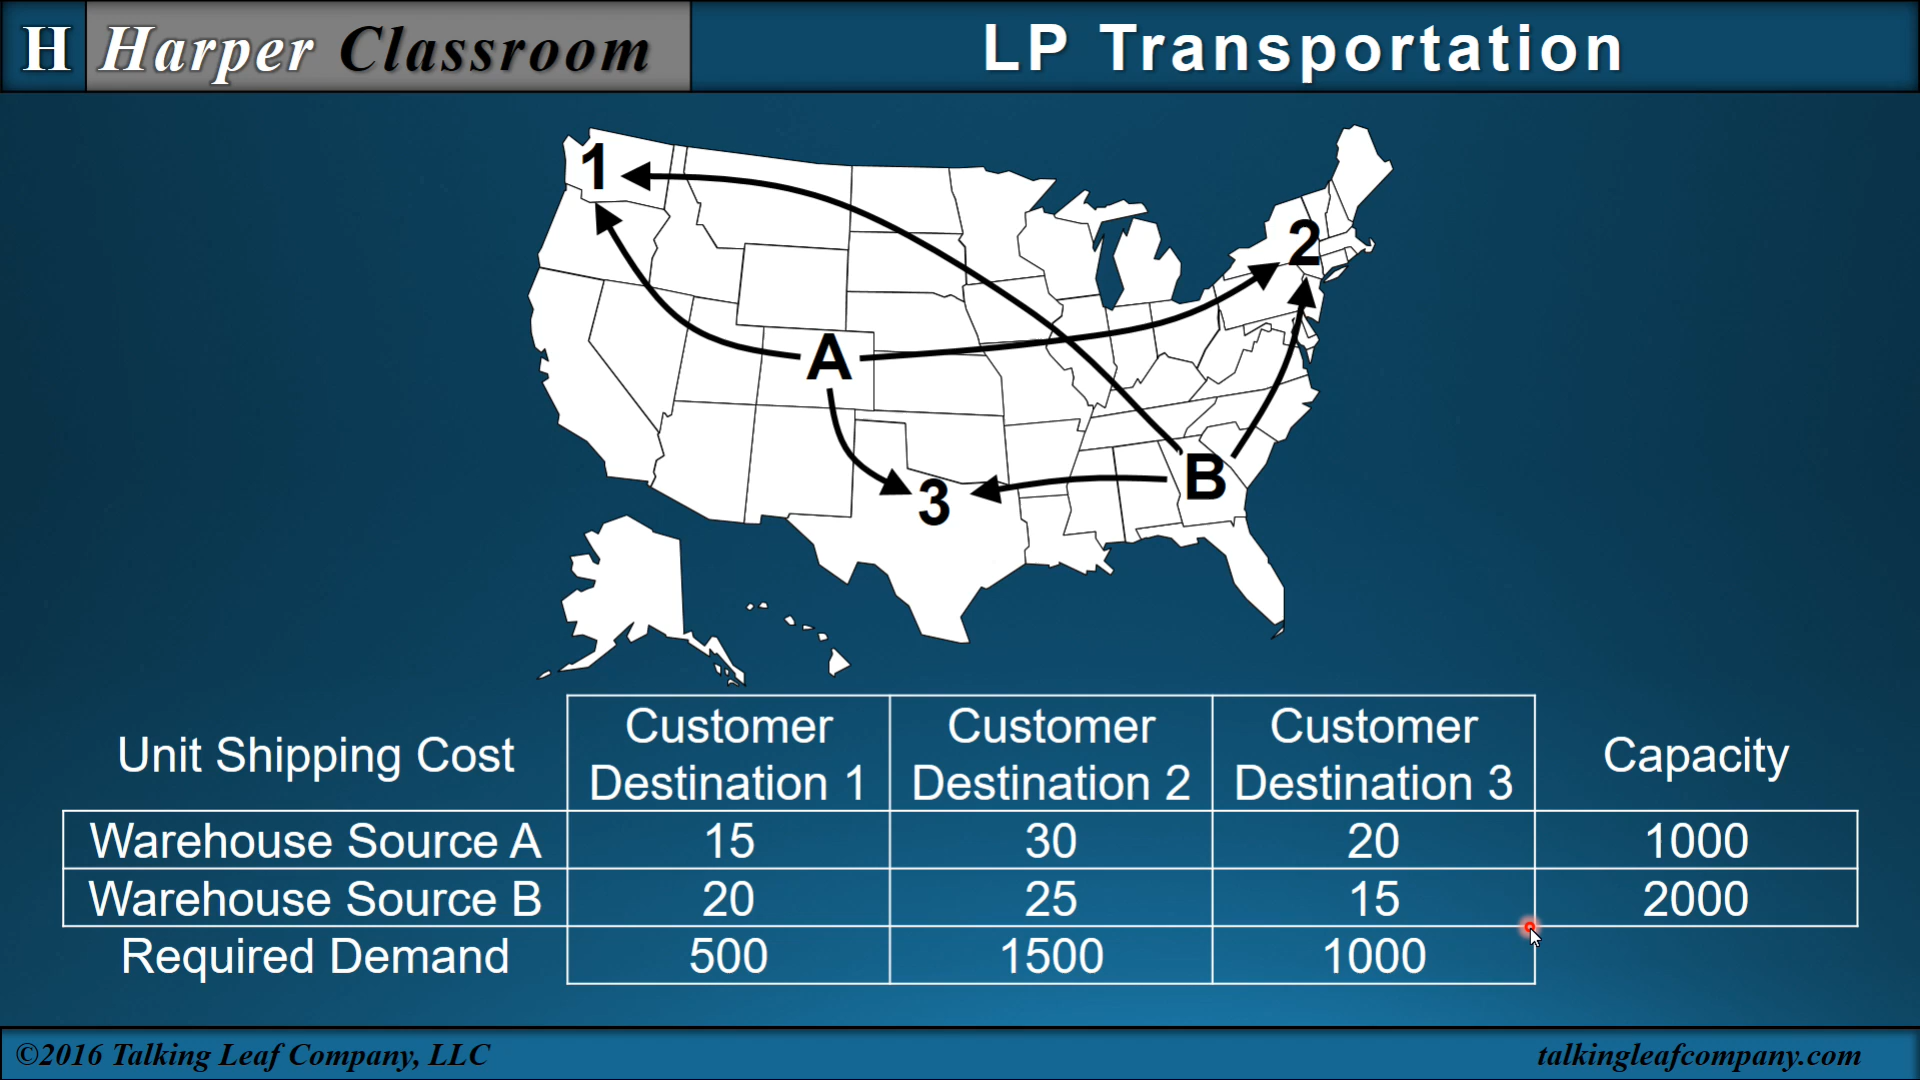 H Harper Classroom LP Transportation
1
2
A
B
3
Unit Shipping Cost Customer Destination 1 Customer Destination 2 Customer Destination 3 Capacity
Warehouse Source A 15 30 20 1000
Warehouse Source B 20 25 15 2000
Required Demand 500 1500 1000
©2016 Talking Leaf Company, LLC talkingleafcompany.com